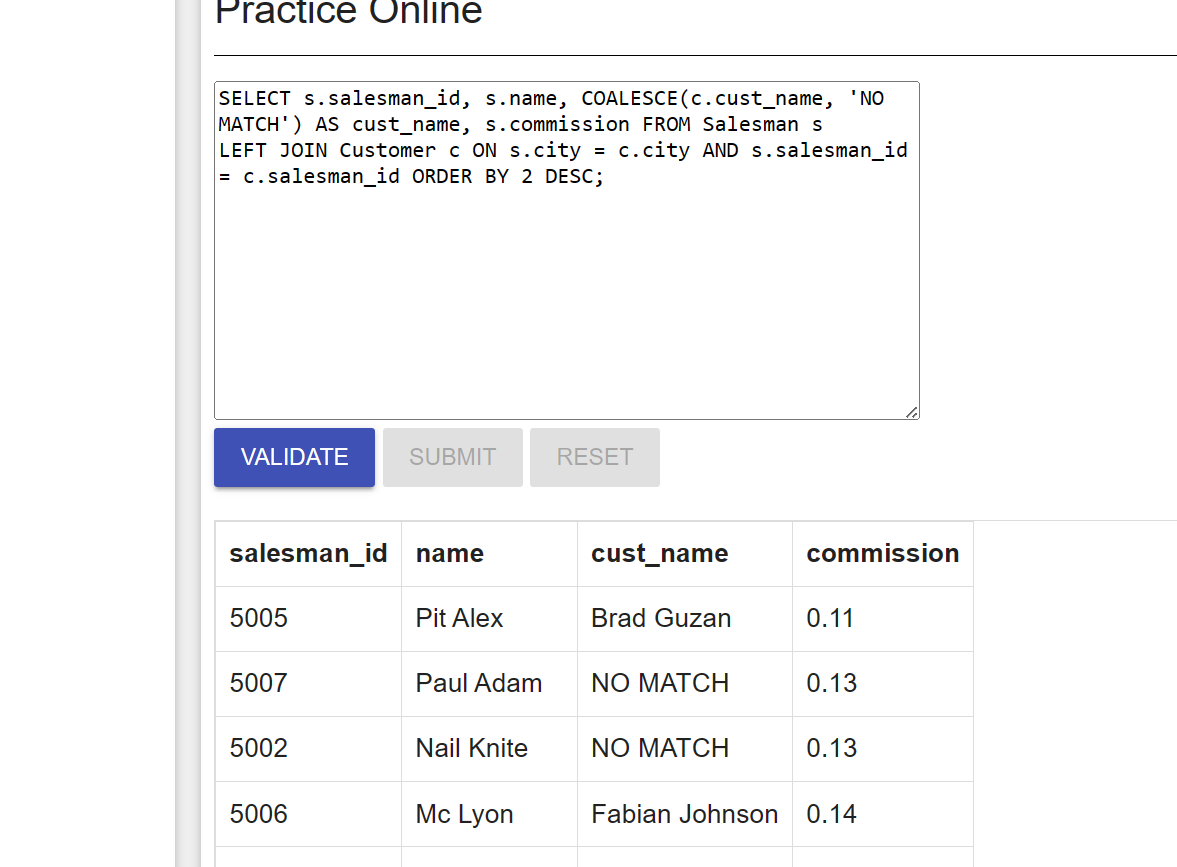 Practice Online
SELECT s.salesman_id, s.name, COALESCE(c.cust_name, 'NO
MATCH') AS cust_name, s.commission FROM Salesman s
LEFT JOIN Customer c ON s.city = c.city AND s.salesman_id
= c.salesman_id ORDER BY 2 DESC;
VALIDATE SUBMIT RESET
salesman_id name cust_name commission
5005 Pit Alex Brad Guzan 0.11
5007 Paul Adam NO MATCH 0.13
5002 Nail Knite NO MATCH 0.13
5006 Mc Lyon Fabian Johnson 0.14